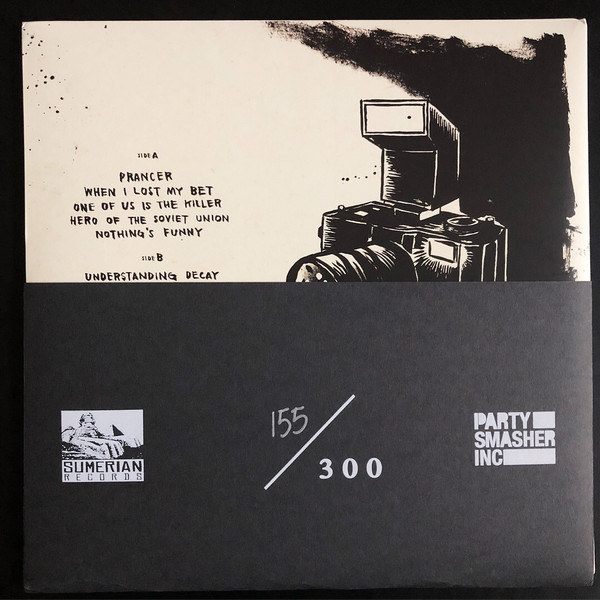 SIDE A
PRANCER
WHEN I LOST MY BET
ONE OF US IS THE KILLER
HERO OF THE SOVIET UNION
NOTHING'S FUNNY
SIDE B
UNDERSTANDING DECAY
155
300
SUMERIAN
RECORDS
PARTY
SMASHER
INC